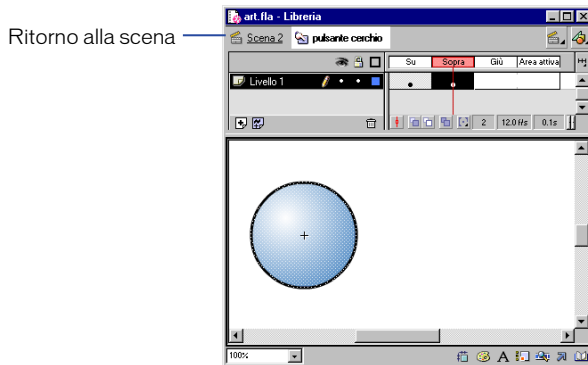 art.fla - Libreria
Ritorno alla scena
Scena 2 pulsante cerchio
Su Sopra Giù Area attiva
Livello 1
2 12.0 fps 0.1s
100%